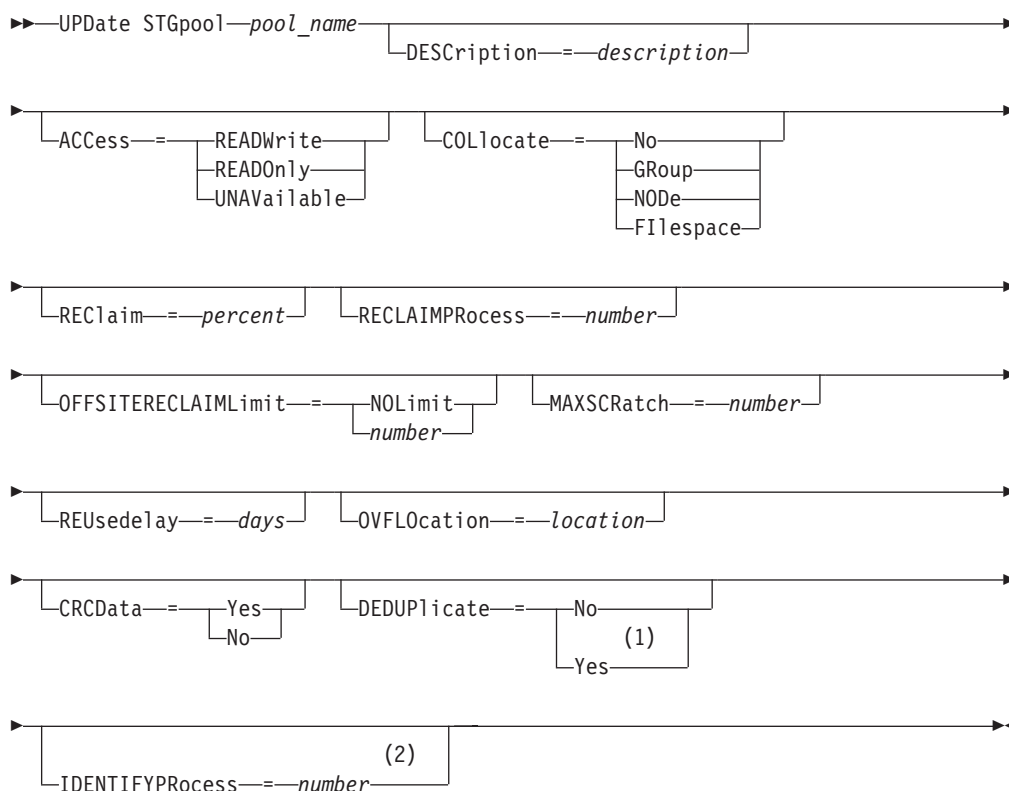 UPDate STGpool pool_name
DESCription = description
ACCess = READWrite
READOnly
UNAVailable
COLlocate = No
GRoup
NODe
FIlespace
REClaim = percent
RECLAIMPRocess = number
OFFSITERECLAIMLimit = NOLimit
number
MAXSCRatch = number
REUsedelay = days
OVFLOcation = location
CRCData = Yes
No
DEDUPlicate = No
(1)
Yes
(2)
IDENTIFYPRocess = number